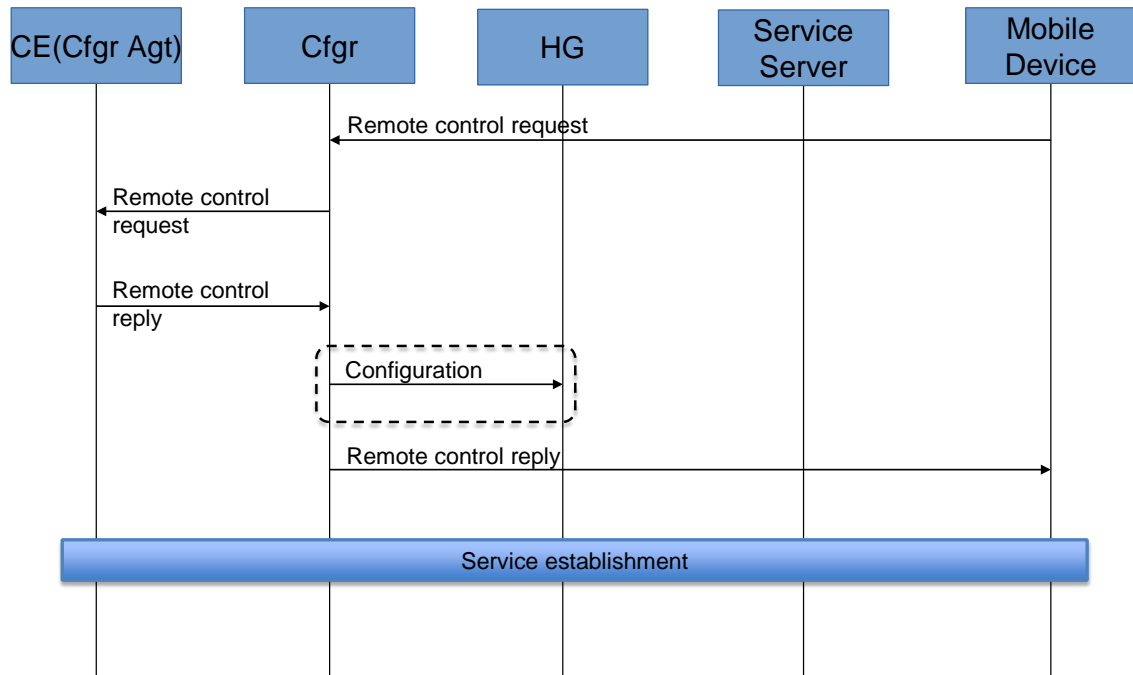 CE(Cfgr Agt)
Cfgr
HG
Service
Server
Mobile
Device
Remote control request
Remote control
request
Remote control
reply
Configuration
Remote control reply
Service establishment